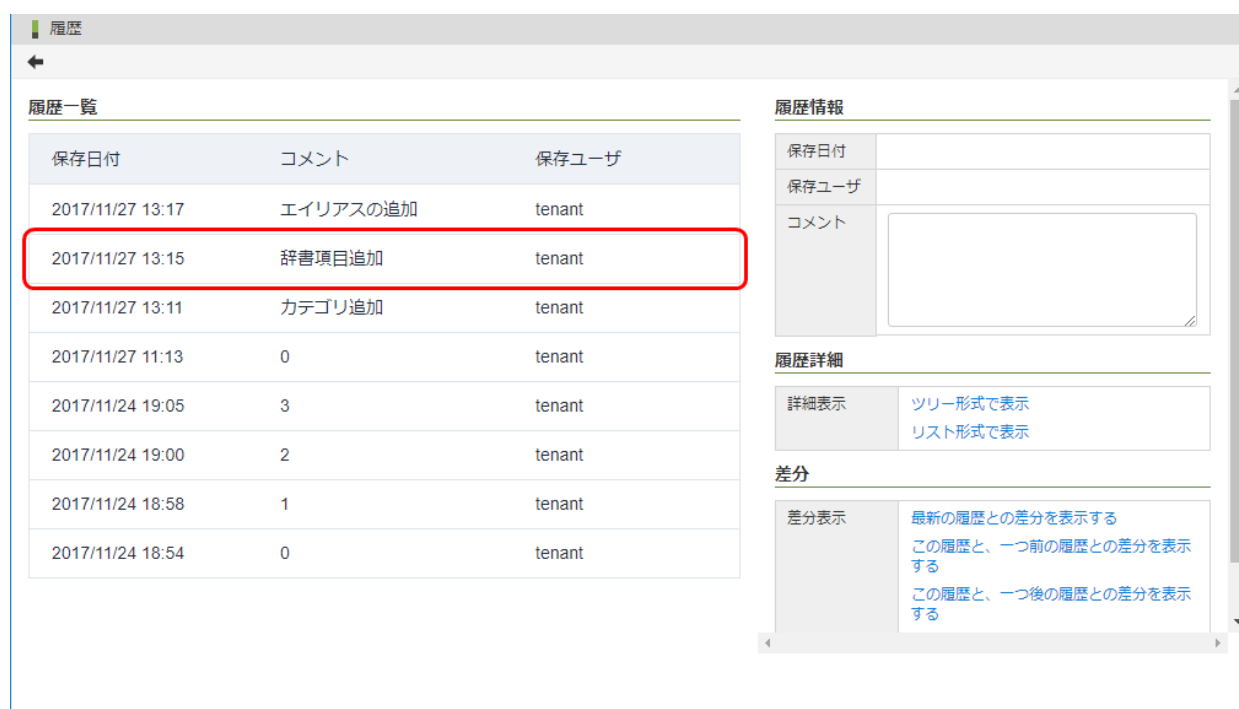 履歴
履歴一覧
保存日付 コメント 保存ユーザ
2017/11/27 13:17 エイリアスの追加 tenant
2017/11/27 13:15 辞書項目追加 tenant
2017/11/27 13:11 カテゴリ追加 tenant
2017/11/27 11:13 0 tenant
2017/11/24 19:05 3 tenant
2017/11/24 19:00 2 tenant
2017/11/24 18:58 1 tenant
2017/11/24 18:54 0 tenant
履歴情報
保存日付
保存ユーザ
コメント
履歴詳細
詳細表示 ツリー形式で表示
リスト形式で表示
差分
差分表示 最新の履歴との差分を表示する
この履歴と、一つ前の履歴との差分を表示
する
この履歴と、一つ後の履歴との差分を表示
する